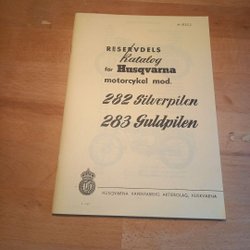 RESERVDELS
Katalog
för Husqvarna
motorcykel mod.
282 Silverpilen
283 Guldpilen
HUSQVARNA VAPENFABRIKS AKTIEBOLAG, HUSKVARNA